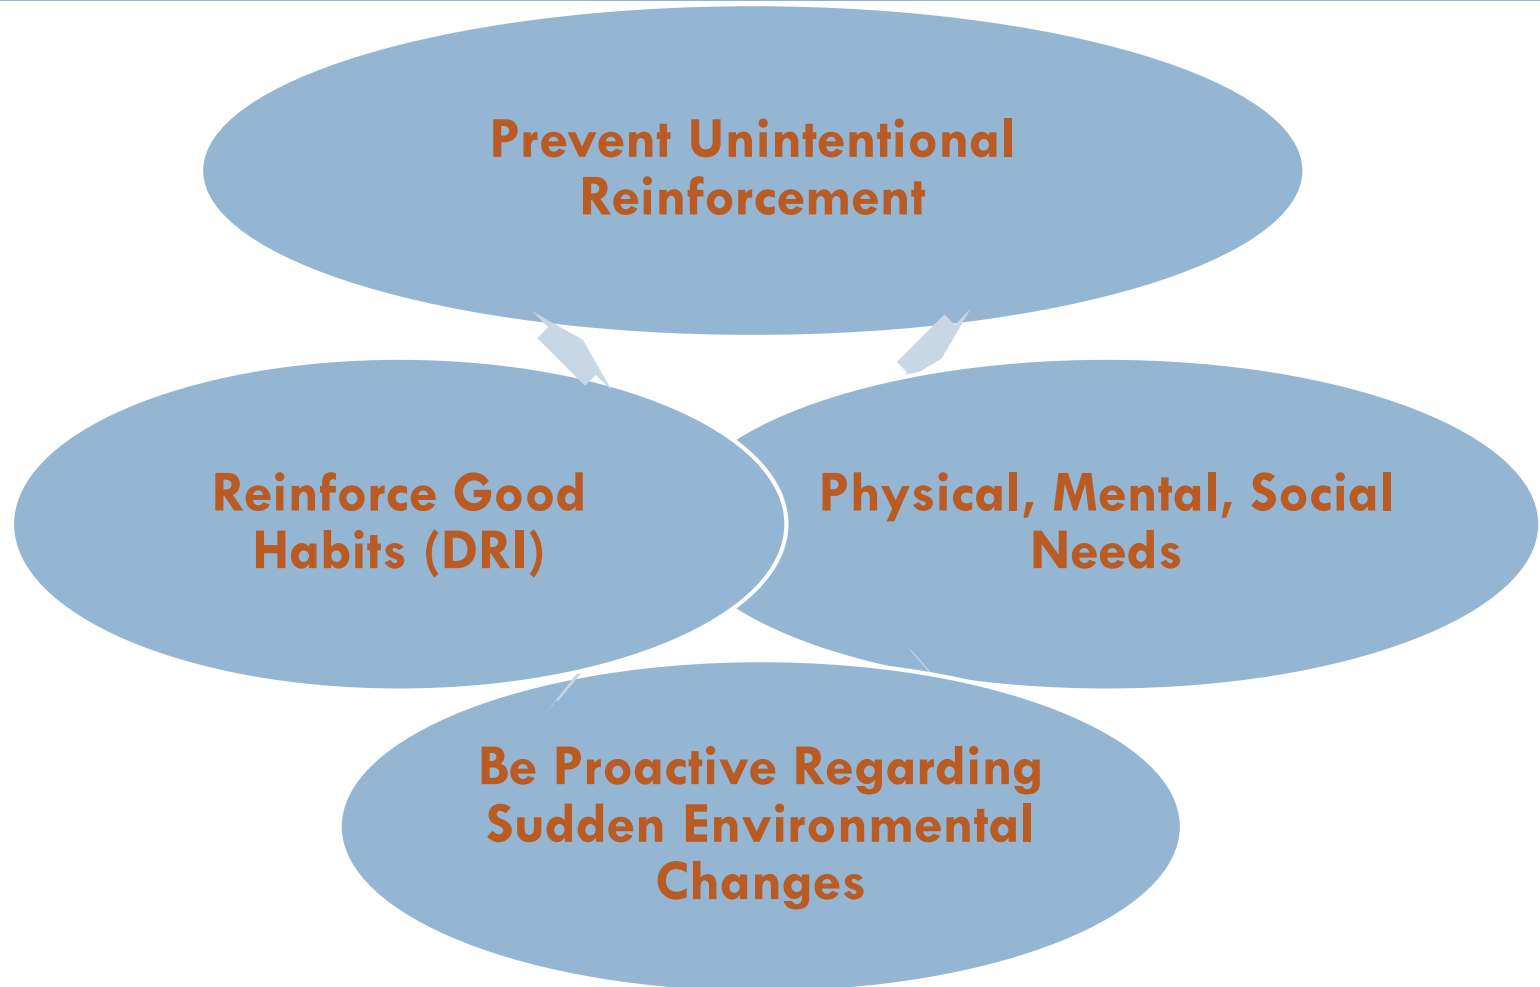 Prevent Unintentional
Reinforcement
Reinforce Good
Habits (DRI)
Physical, Mental, Social
Needs
Be Proactive Regarding
Sudden Environmental
Changes